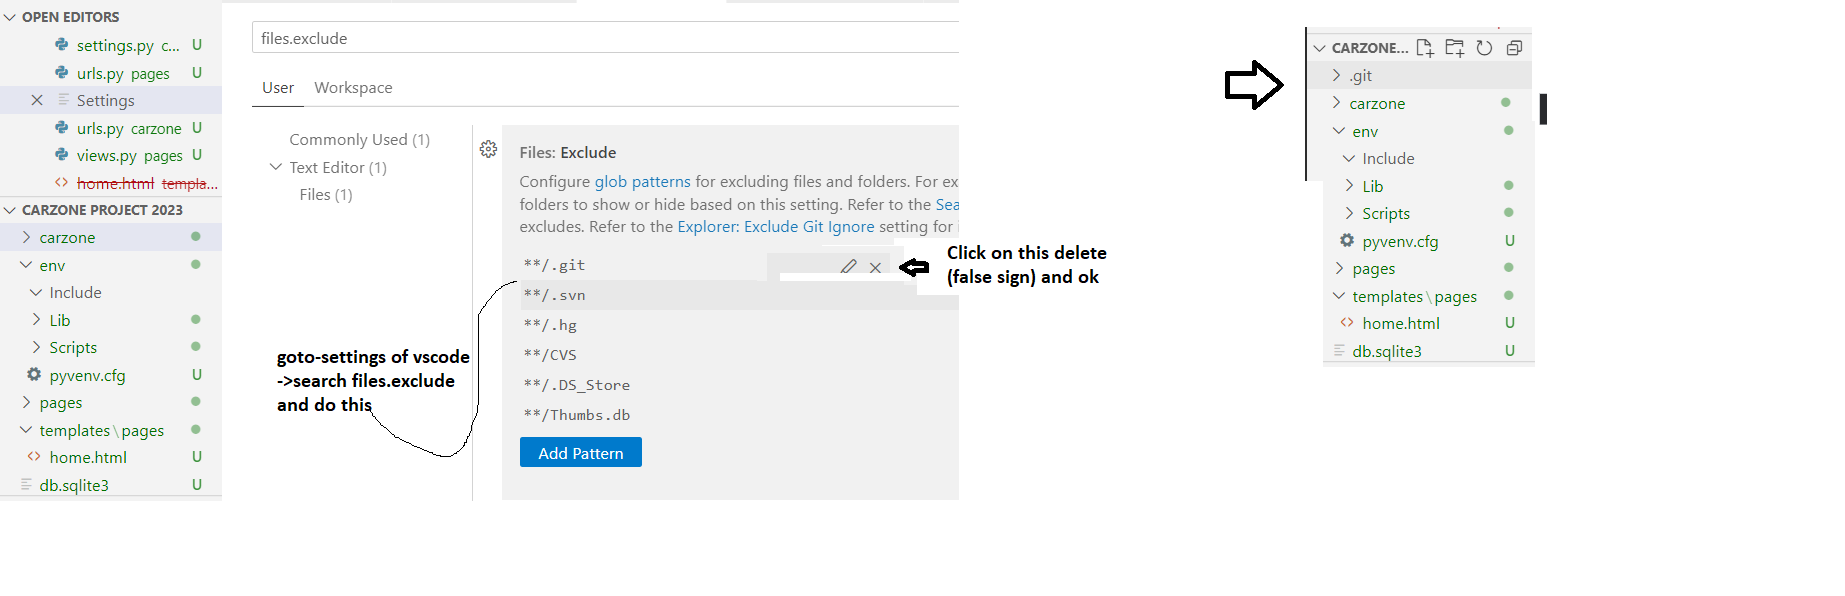 OPEN EDITORS
settings.py c... U
urls.py pages U
Settings
urls.py carzone U
views.py pages U
home.html templa...
CARZONE PROJECT 2023
carzone
env
Include
Lib
Scripts
pyvenv.cfg U
pages
templates\pages
home.html U
db.sqlite3 U
files.exclude
User Workspace
Commonly Used (1)
Text Editor (1)
Files (1)
Files: Exclude
Configure glob patterns for excluding files and folders. For ex
folders to show or hide based on this setting. Refer to the Sea
excludes. Refer to the Explorer: Exclude Git Ignore setting for
**/.git
**/.svn
**/.hg
**/CVS
**/.DS_Store
**/Thumbs.db
Add Pattern
goto-settings of vscode
->search files.exclude
and do this
Click on this delete
(false sign) and ok
CARZONE...
.git
carzone
env
Include
Lib
Scripts
pyvenv.cfg U
pages
templates\pages
home.html U
db.sqlite3 U